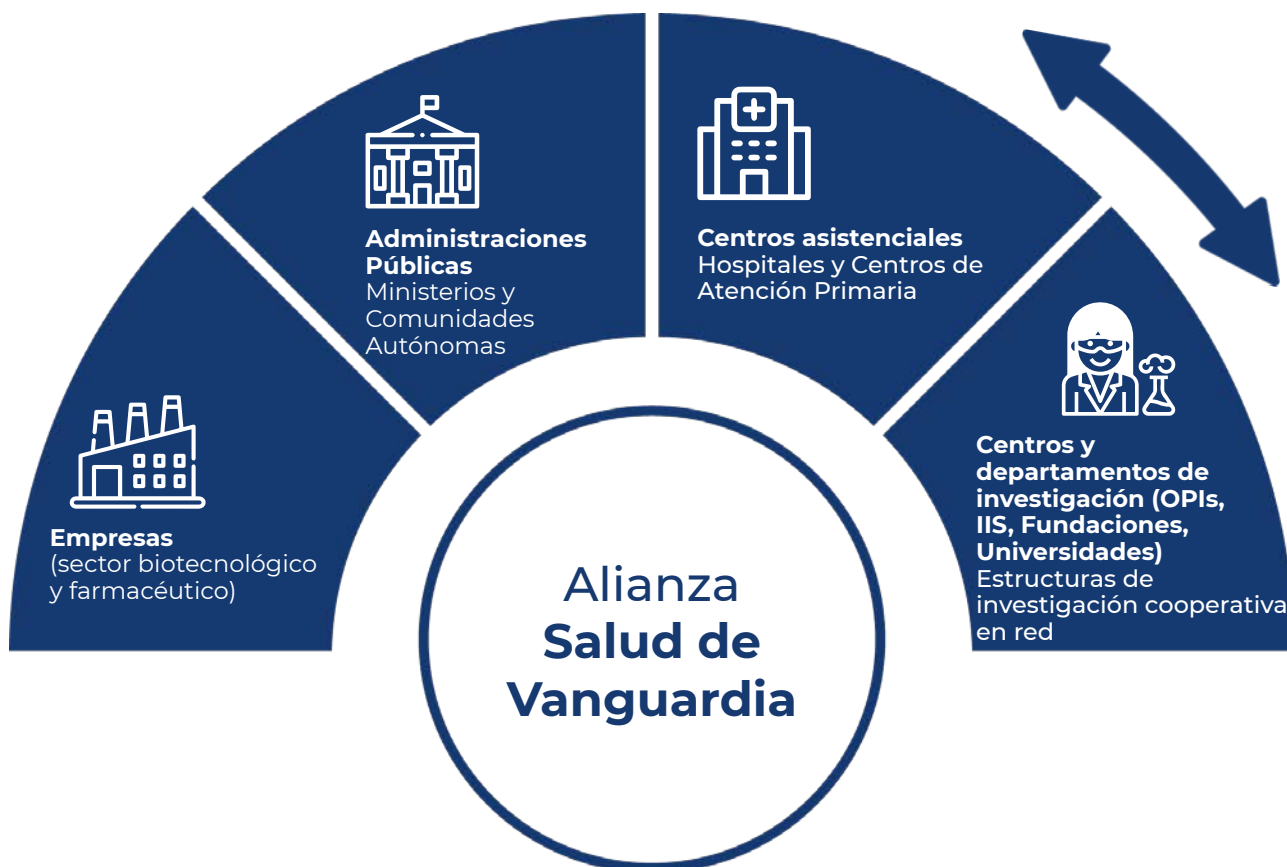 Administraciones
Públicas
Ministerios y
Comunidades
Autónomas
Centros asistenciales
Hospitales y Centros de
Atención Primaria
Empresas
(sector biotecnológico
y farmacéutico)
Centros y
departamentos de
investigación (OPIs,
IIS, Fundaciones,
Universidades)
Estructuras de
investigación cooperativa
en red
Alianza
Salud de
Vanguardia